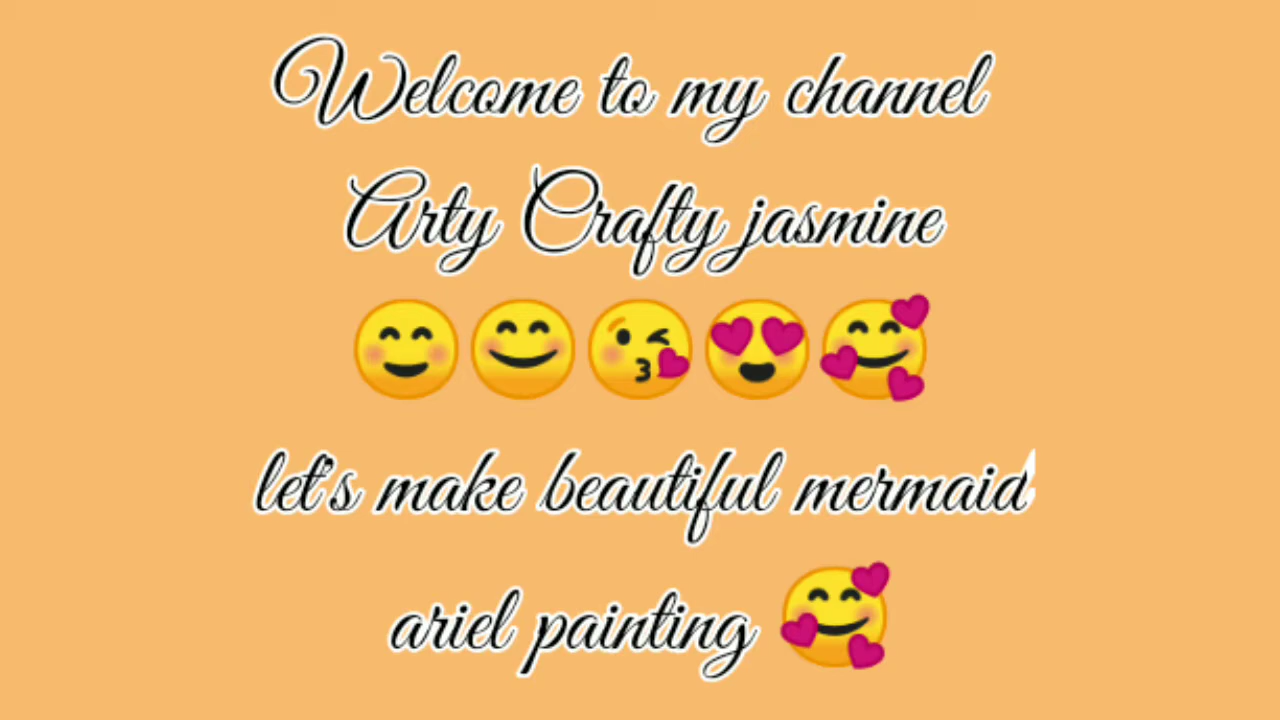 Welcome to my channel
Arty Crafty jasmine
😊😊😘😍🥰
let's make beautiful mermaid
ariel painting 🥰